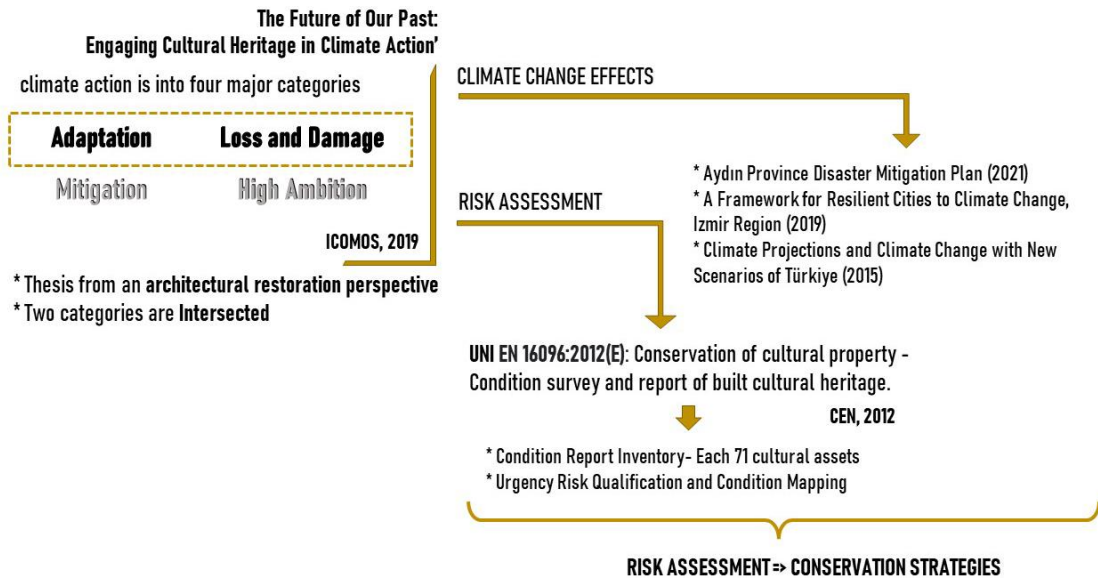 The Future of Our Past:
Engaging Cultural Heritage in Climate Action'
climate action is into four major categories
Adaptation Loss and Damage
Mitigation High Ambition
ICOMOS, 2019
* Thesis from an architectural restoration perspective
* Two categories are Intersected
CLIMATE CHANGE EFFECTS
* Aydın Province Disaster Mitigation Plan (2021)
* A Framework for Resilient Cities to Climate Change,
Izmir Region (2019)
* Climate Projections and Climate Change with New
Scenarios of Türkiye (2015)
RISK ASSESSMENT
UNI EN 16096:2012(E): Conservation of cultural property -
Condition survey and report of built cultural heritage.
CEN, 2012
* Condition Report Inventory- Each 71 cultural assets
* Urgency Risk Qualification and Condition Mapping
RISK ASSESSMENT => CONSERVATION STRATEGIES